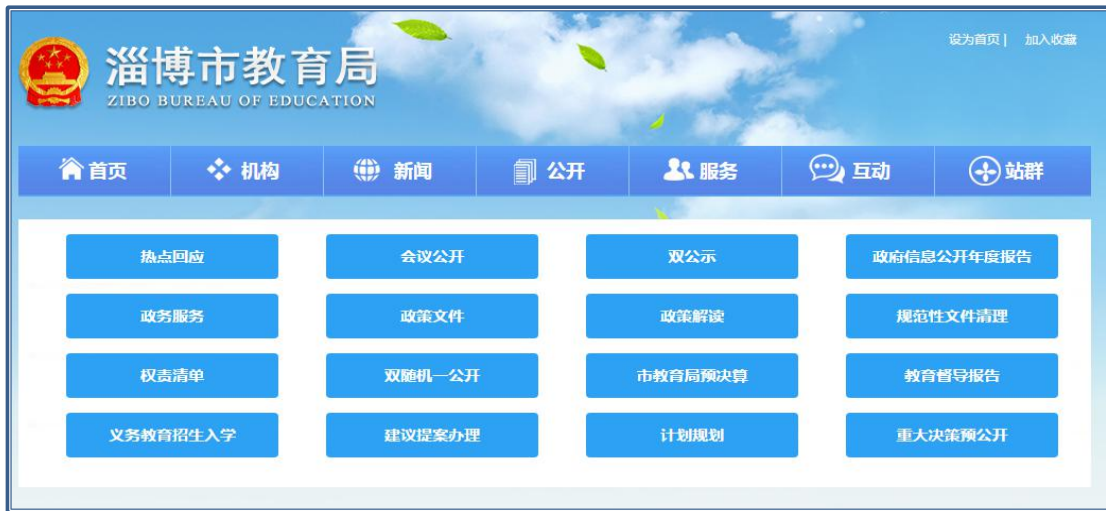 设为首页| 加入收藏
淄博市教育局
ZIBO BUREAU OF EDUCATION
首页 机构 新闻 公开 服务 互动 站群
热点回应 会议公开 双公示 政府信息公开年度报告
政务服务 政策文件 政策解读 规范性文件清理
权责清单 双随机一公开 市教育局预决算 教育督导报告
义务教育招生入学 建议提案办理 计划规划 重大决策预公开